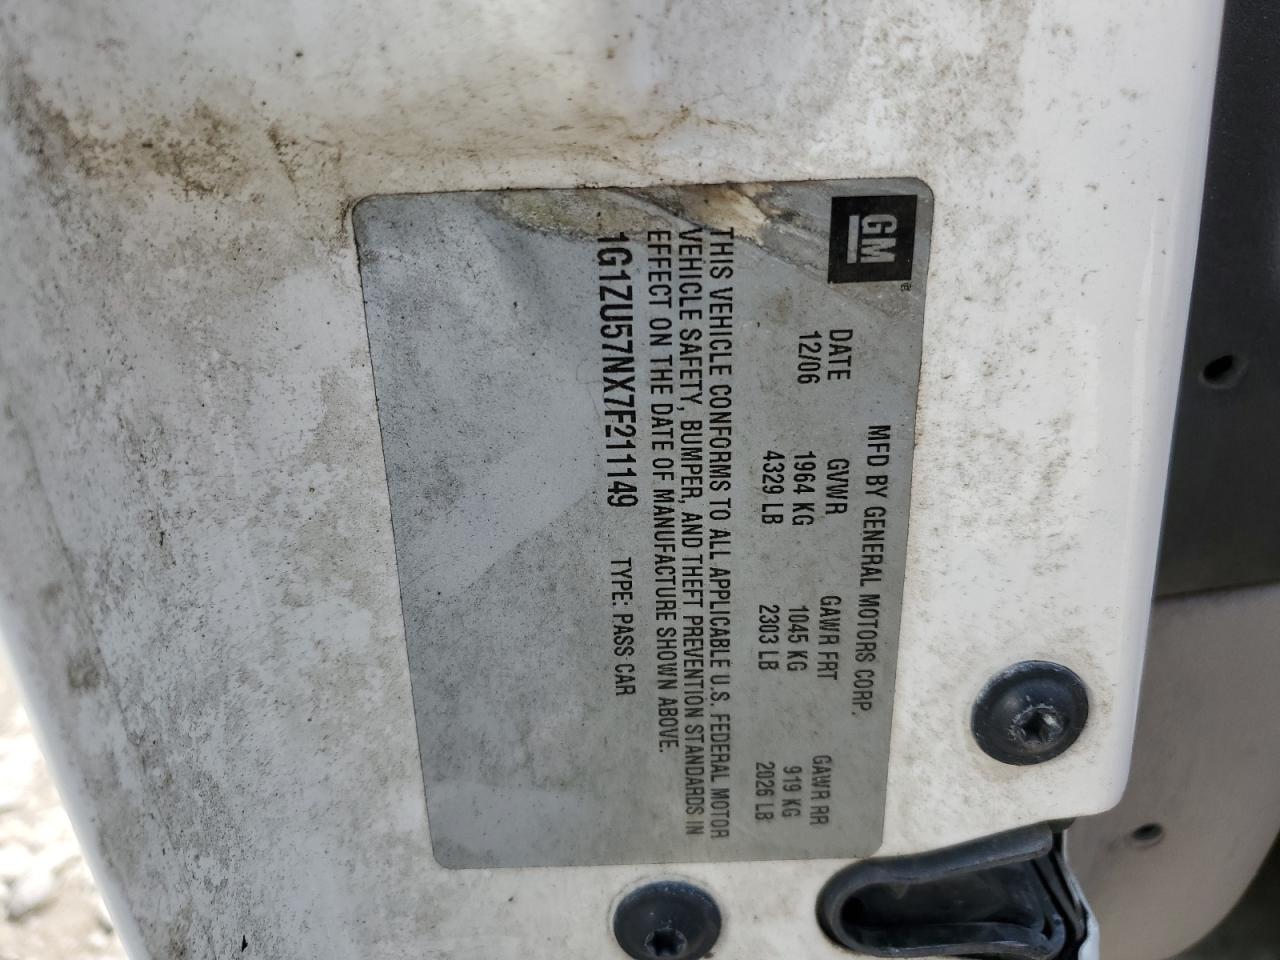 GM
MFD BY GENERAL MOTORS CORP.
DATE GVWR GAWR FRT GAWR RR
12/06 1964 KG 1045 KG 919 KG
4329 LB 2303 LB 2026 LB
THIS VEHICLE CONFORMS TO ALL APPLICABLE U.S. FEDERAL MOTOR
VEHICLE SAFETY, BUMPER, AND THEFT PREVENTION STANDARDS IN
EFFECT ON THE DATE OF MANUFACTURE SHOWN ABOVE.
1G1ZU57NX7F211149 TYPE: PASS CAR